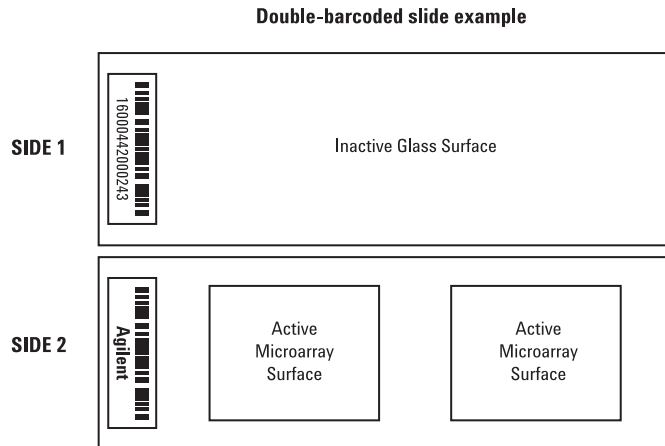 Double-barcoded slide example
SIDE 1
16000442000243
Inactive Glass Surface
SIDE 2
Agilent
Active
Microarray
Surface
Active
Microarray
Surface